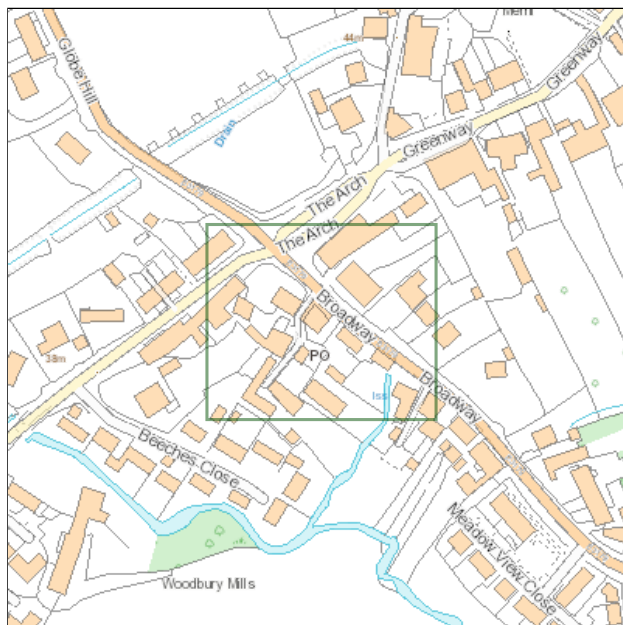 Globe Hill
44m
Drain
Greenway
Greenway
The Arch
The Arch
Broadway
PO
38m
Iss
Broadway
Beeches Close
Meadow View Close
Woodbury Mills